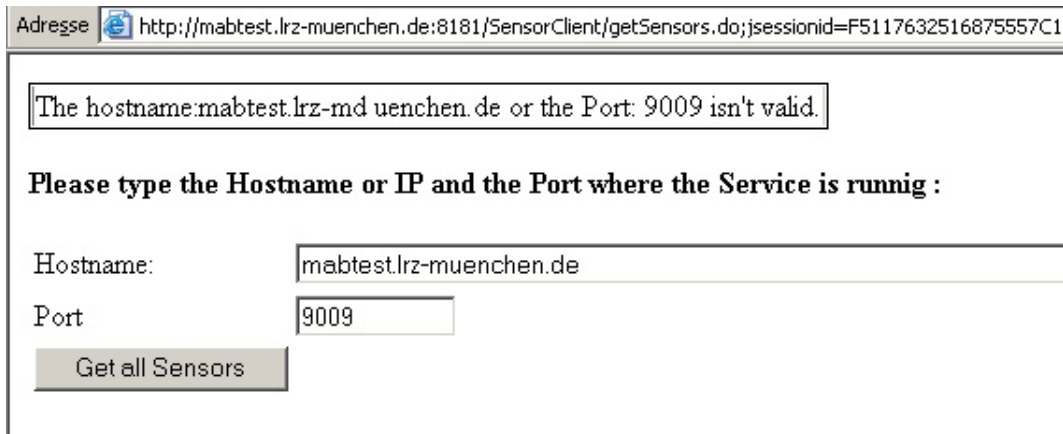 Adresse http://mabtest.lrz-muenchen.de:8181/SensorClient/getSensors.do;jsessionid=F5117632516875557C1
The hostname:mabtest.lrz-md uenchen.de or the Port: 9009 isn't valid.
Please type the Hostname or IP and the Port where the Service is runnig :
Hostname: mabtest.lrz-muenchen.de
Port 9009
Get all Sensors